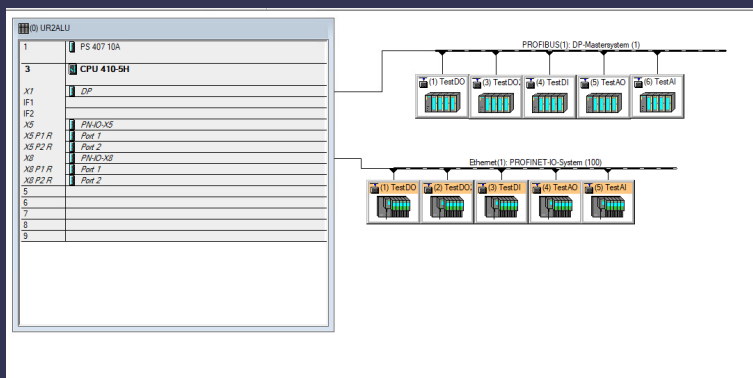 (0) UR2ALU
1 PS 407 10A
3 CPU 410-5H
X1 DP
IF1
IF2
X5 PN-IO-X5
X5 P1 R Port 1
X5 P2 R Port 2
X8 PN-IO-X8
X8 P1 R Port 1
X8 P2 R Port 2
5
6
7
8
9
PROFIBUS(1): DP-Mastersystem (1)
(1) TestDO (3) TestDO2 (4) TestDI (5) TestAO (6) TestAI
Ethernet(1): PROFINET-IO-System (100)
(1) TestDO (2) TestDO2 (3) TestDI (4) TestAO (5) TestAI